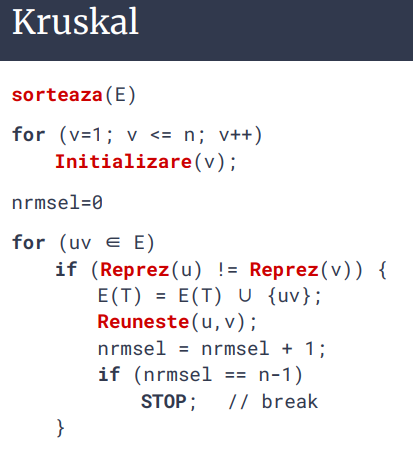 Kruskal
sorteaza(E)
for (v=1; v <= n; v++)
Initializare(v);
nrmsel=0
for (uv ∈ E)
if (Reprez(u) != Reprez(v)) {
E(T) = E(T) ∪ {uv};
Reuneste(u,v);
nrmsel = nrmsel + 1;
if (nrmsel == n-1)
STOP; // break
}